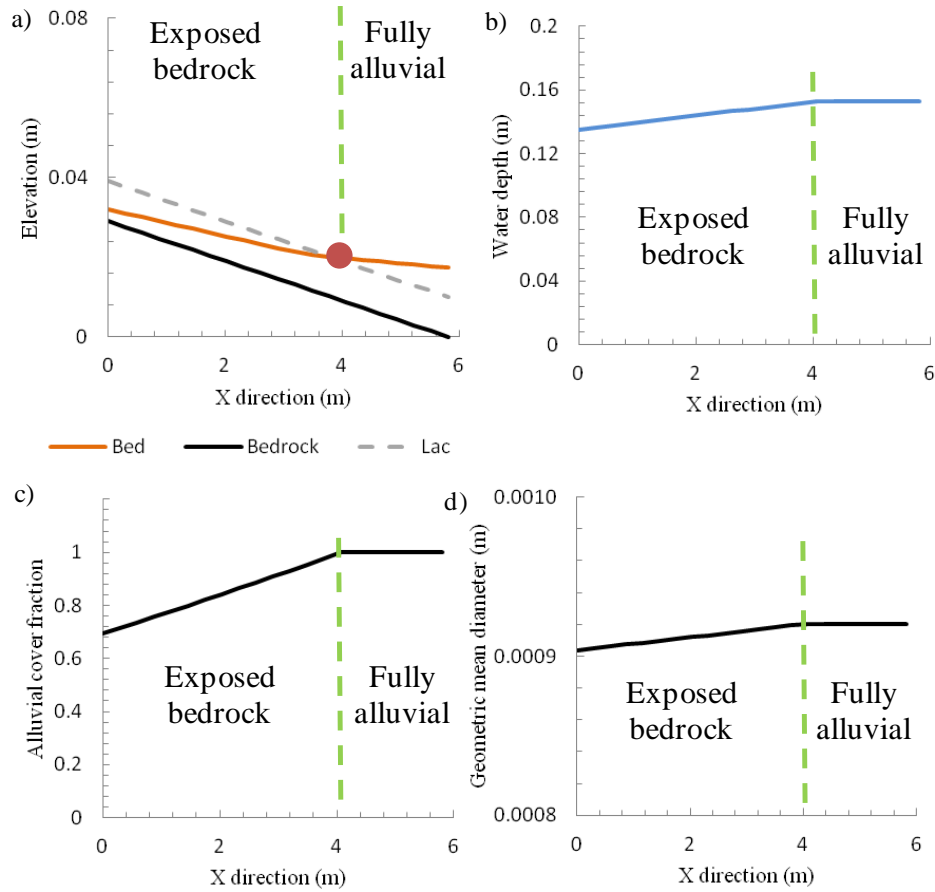 a)
0.08
0.04
0
Elevation (m)
Exposed
bedrock
Fully
alluvial
0 2 4 6
X direction (m)
Bed Bedrock Lac
b)
0.2
0.16
0.12
0.08
0.04
0
Water depth (m)
Exposed
bedrock
Fully
alluvial
0 2 4 6
X direction (m)
c)
1
0.8
0.6
0.4
0.2
0
Alluvial cover fraction
Exposed
bedrock
Fully
alluvial
0 2 4 6
X direction (m)
d)
0.0010
0.0009
0.0008
Geometric mean diameter (m)
Exposed
bedrock
Fully
alluvial
0 2 4 6
X direction (m)